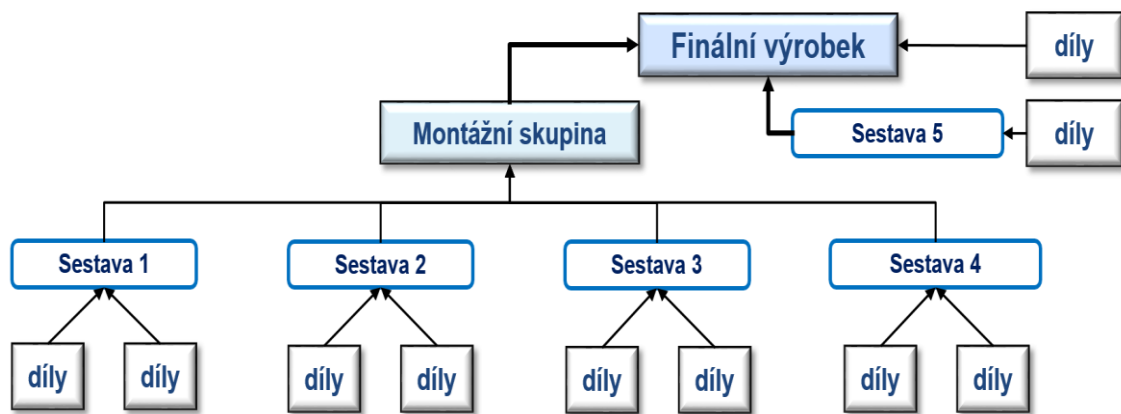 Finální výrobek
díly
Montážní skupina
Sestava 5
díly
Sestava 1
Sestava 2
Sestava 3
Sestava 4
díly
díly
díly
díly
díly
díly
díly
díly